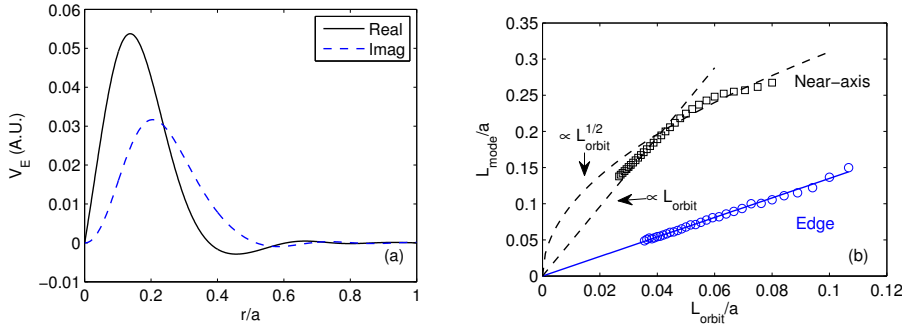 0.06
0.05
0.04
0.03
0.02
0.01
0
−0.01
V_E (A.U.)
Real
Imag
(a)
0 0.2 0.4 0.6 0.8 1
r/a
0.35
0.3
0.25
0.2
0.15
0.1
0.05
0
L_mode/a
Near−axis
∝ L_orbit^1/2
∝ L_orbit
Edge
(b)
0 0.02 0.04 0.06 0.08 0.1 0.12
L_orbit/a